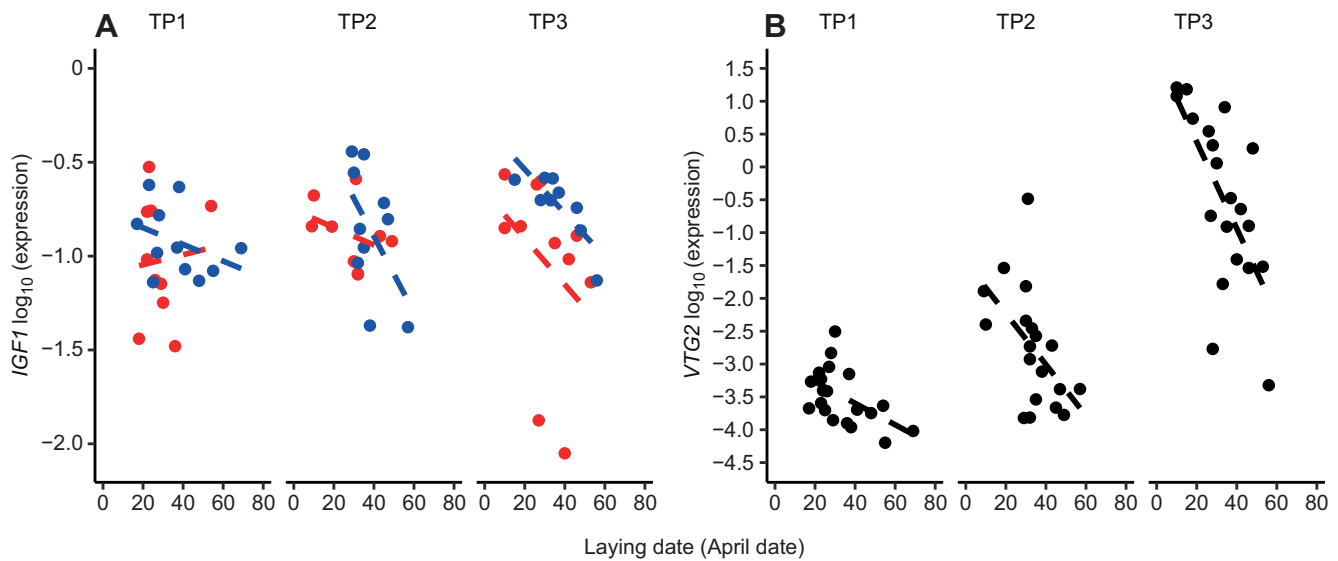 A TP1 TP2 TP3
0
−0.5
−1.0
−1.5
−2.0
IGF1 log10 (expression)
0 20 40 60 80 0 20 40 60 80 0 20 40 60 80
B TP1 TP2 TP3
1.5
1.0
0.5
0
−0.5
−1.0
−1.5
−2.0
−2.5
−3.0
−3.5
−4.0
−4.5
VTG2 log10 (expression)
0 20 40 60 80 0 20 40 60 80 0 20 40 60 80
Laying date (April date)